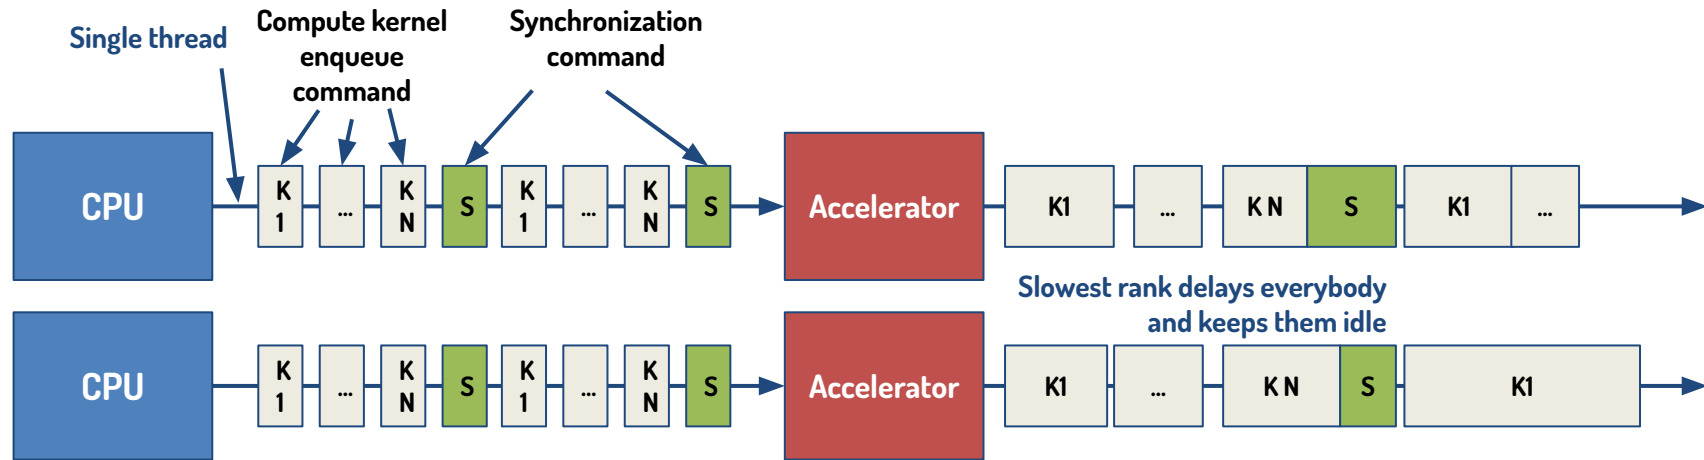 Single thread
Compute kernel
enqueue
command
Synchronization
command
CPU
K
1
...
K
N
S
K
1
...
K
N
S
Accelerator
K1
...
K N
S
K1
...
Slowest rank delays everybody
and keeps them idle
CPU
K
1
...
K
N
S
K
1
...
K
N
S
Accelerator
K1
...
K N
S
K1